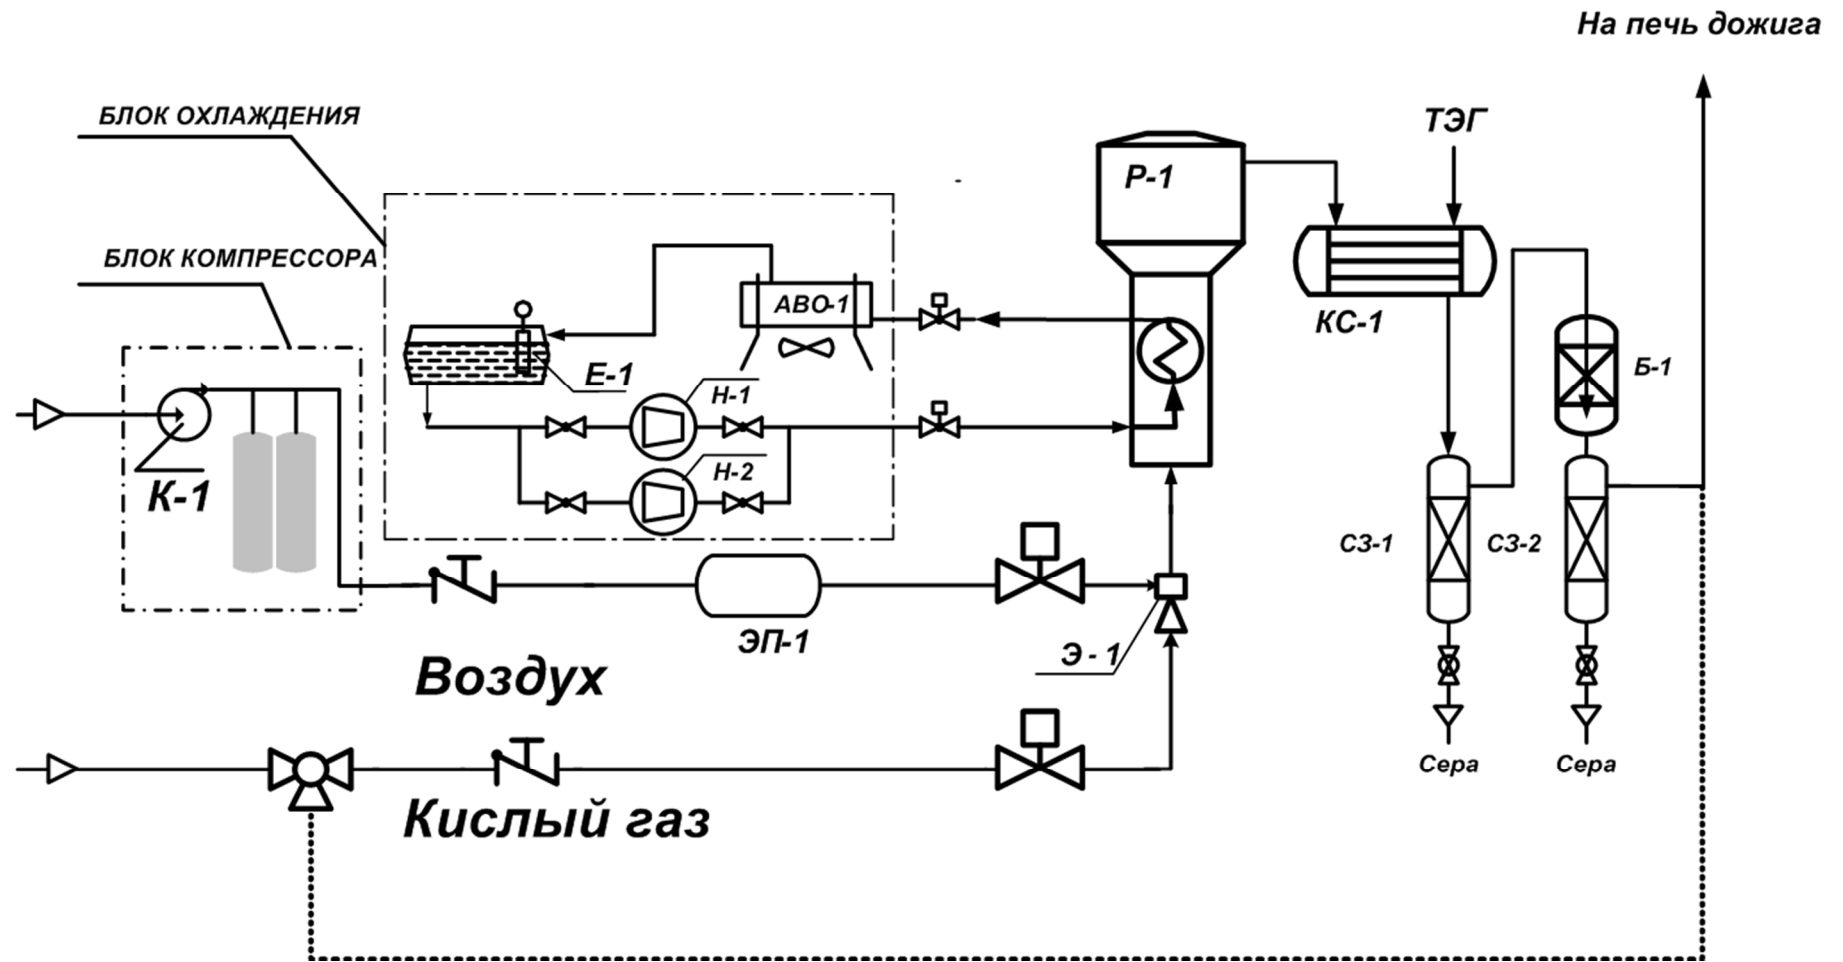 На печь дожига
БЛОК ОХЛАЖДЕНИЯ
ТЭГ
Р-1
БЛОК КОМПРЕССОРА
АВО-1
КС-1
Е-1
Б-1
Н-1
Н-2
К-1
СЗ-1
СЗ-2
ЭП-1
Э - 1
Воздух
Сера
Сера
Кислый газ